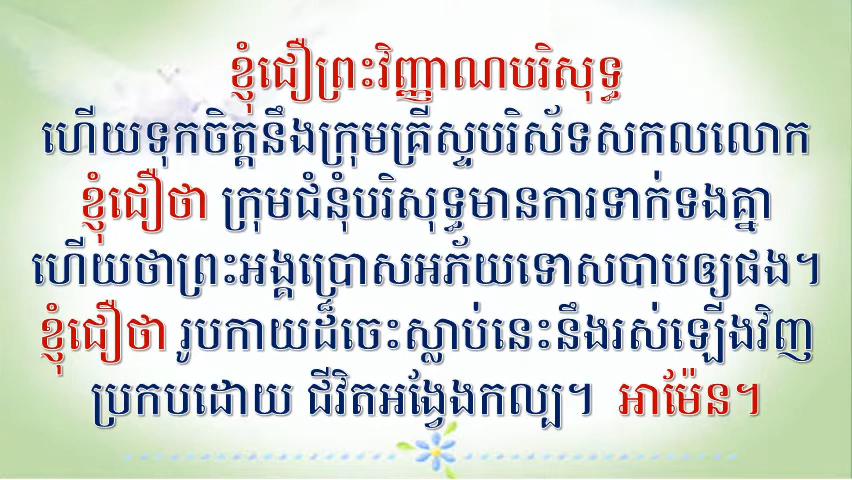 ខ្ញុំជឿព្រះវិញ្ញាណបរិសុទ្ធ
ហើយទុកចិត្តនឹងក្រុមគ្រីស្ទបរិស័ទសកលលោក
ខ្ញុំជឿថា ក្រុមជំនុំបរិសុទ្ធមានការទាក់ទងគ្នា
ហើយថាព្រះអង្គប្រោសអភ័យទោសបាបឲ្យផង។
ខ្ញុំជឿថា រូបកាយដ៏ចេះស្លាប់នេះនឹងរស់ឡើងវិញ
ប្រកបដោយ ជីវិតអង្វែងកល្ប។ អាម៉ែន។